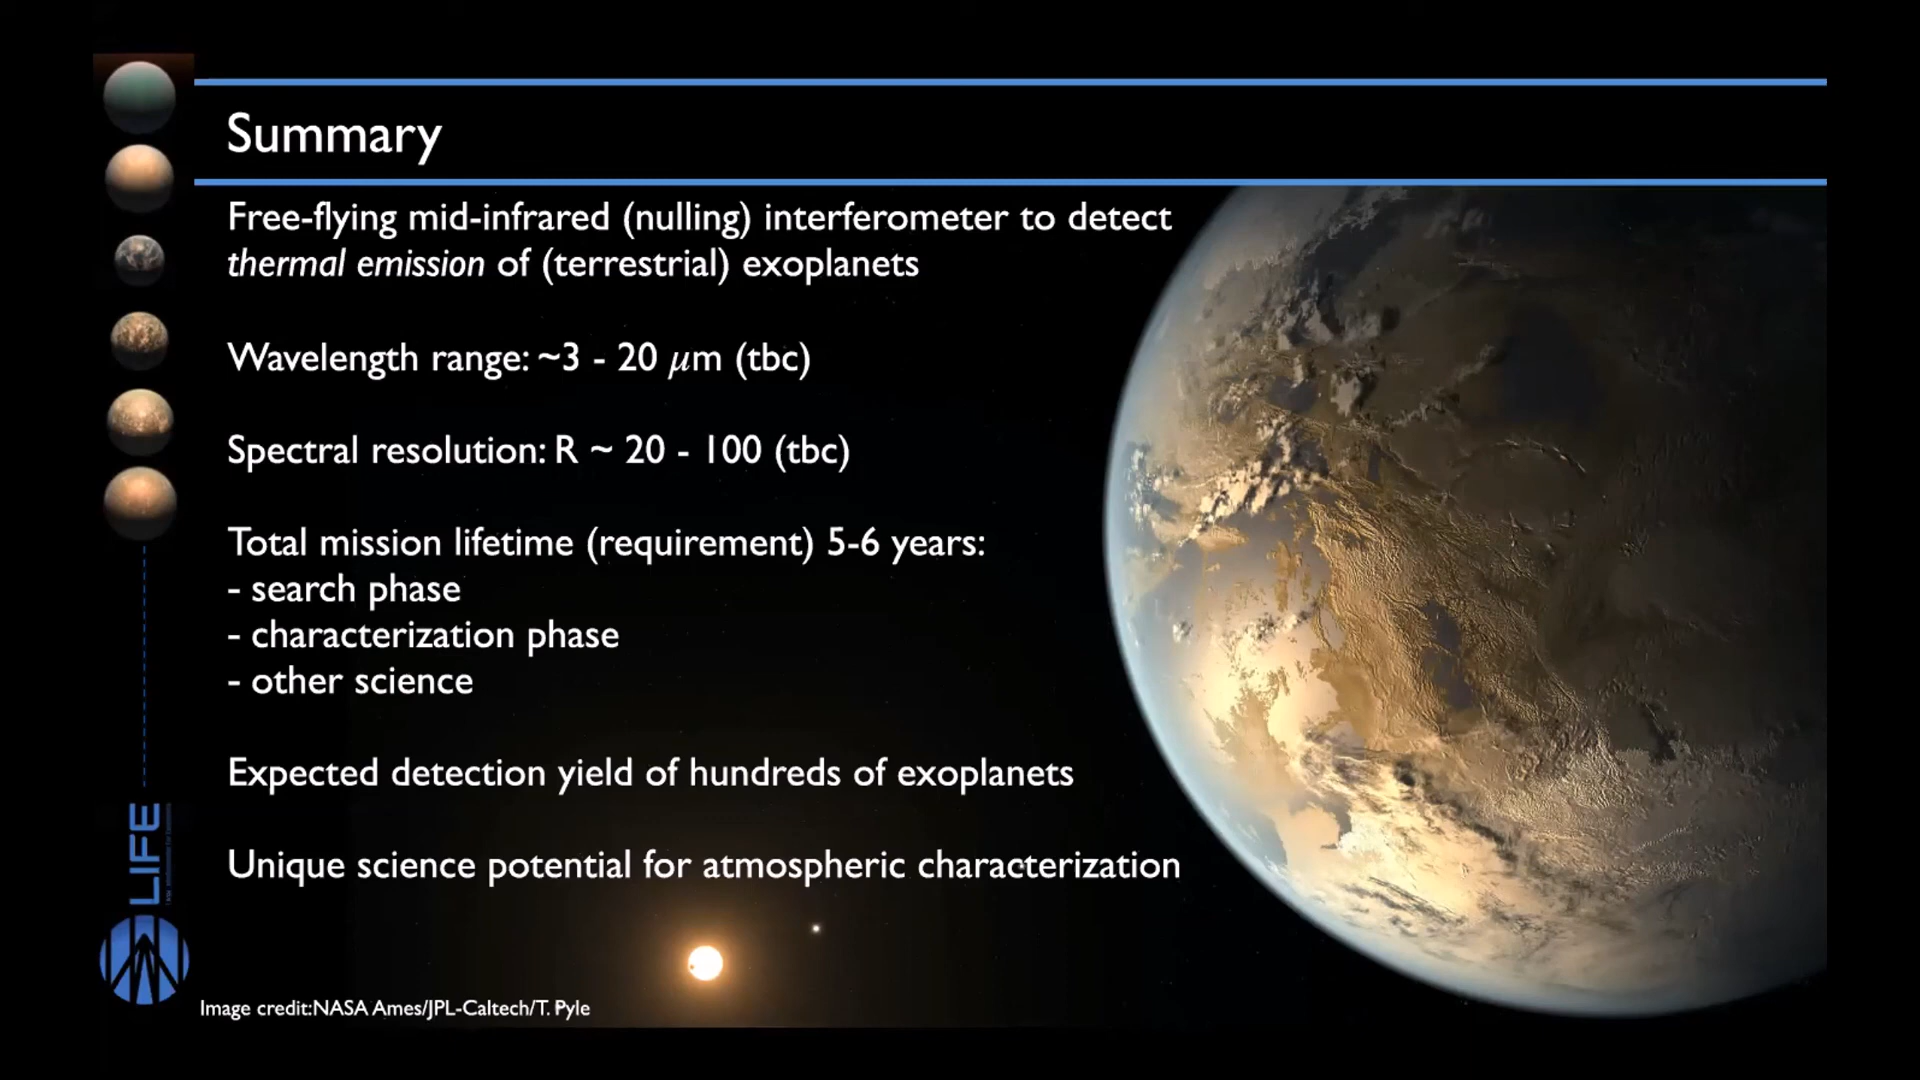 Summary
Free-flying mid-infrared (nulling) interferometer to detect
thermal emission of (terrestrial) exoplanets
Wavelength range: ~3 - 20 μm (tbc)
Spectral resolution: R ~ 20 - 100 (tbc)
Total mission lifetime (requirement) 5-6 years:
- search phase
- characterization phase
- other science
Expected detection yield of hundreds of exoplanets
Unique science potential for atmospheric characterization
LIFE
Image credit:NASA Ames/JPL-Caltech/T. Pyle